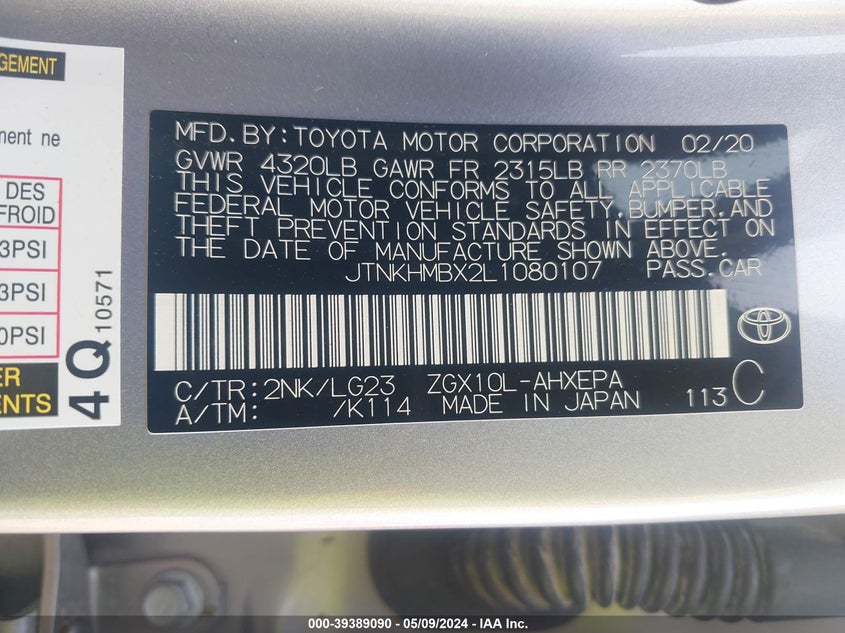 GEMENT
ement ne
DES
FROID
3PSI
3PSI
0PSI
ER
ENTS
4Q 10571
MFD.BY:TOYOTA MOTOR CORPORATION 02/20
GVWR 4320LB GAWR FR 2315LB RR 2370LB
THIS VEHICLE CONFORMS TO ALL APPLICABLE
FEDERAL MOTOR VEHICLE SAFETY,BUMPER,AND
THEFT PREVENTION STANDARDS IN EFFECT ON
THE DATE OF MANUFACTURE SHOWN ABOVE.
JTNKHMBX2L1080107 PASS.CAR
C/TR:2NK/LG23 ZGX10L-AHXEPA
A/TM: /K114 MADE IN JAPAN 113 C
000-39389090 - 05/09/2024 - IAA Inc.